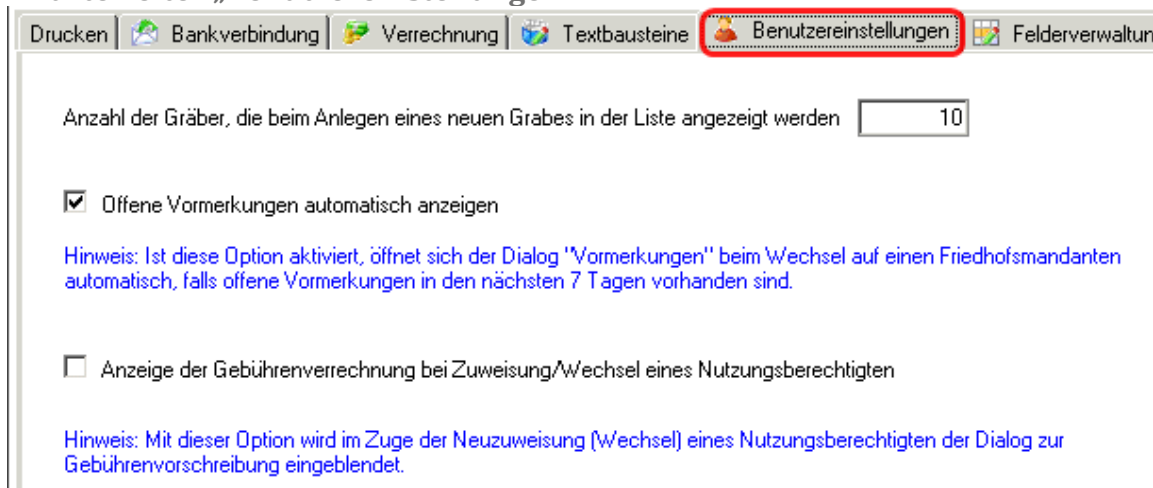 Drucken Bankverbindung Verrechnung Textbausteine Benutzereinstellungen Felderverwaltun
Anzahl der Gräber, die beim Anlegen eines neuen Grabes in der Liste angezeigt werden 10
Offene Vormerkungen automatisch anzeigen
Hinweis: Ist diese Option aktiviert, öffnet sich der Dialog "Vormerkungen" beim Wechsel auf einen Friedhofsmandanten
automatisch, falls offene Vormerkungen in den nächsten 7 Tagen vorhanden sind.
Anzeige der Gebührenverrechnung bei Zuweisung/Wechsel eines Nutzungsberechtigten
Hinweis: Mit dieser Option wird im Zuge der Neuzuweisung (Wechsel) eines Nutzungsberechtigten der Dialog zur
Gebührenvorschreibung eingeblendet.